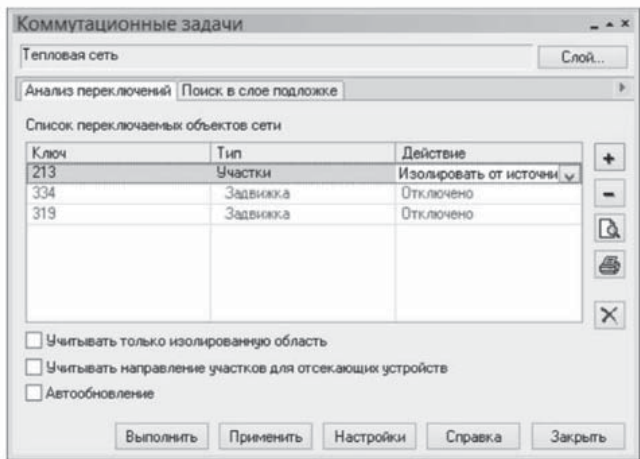 Коммутационные задачи
Тепловая сеть
Слой...
Анализ переключений Поиск в слое подложке
Список переключаемых объектов сети
Ключ Тип Действие
213 Участки Изолировать от источни
334 Задвижка Отключено
319 Задвижка Отключено
Учитывать только изолированную область
Учитывать направление участков для отсекающих устройств
Автообновление
Выполнить Применить Настройки Справка Закрыть